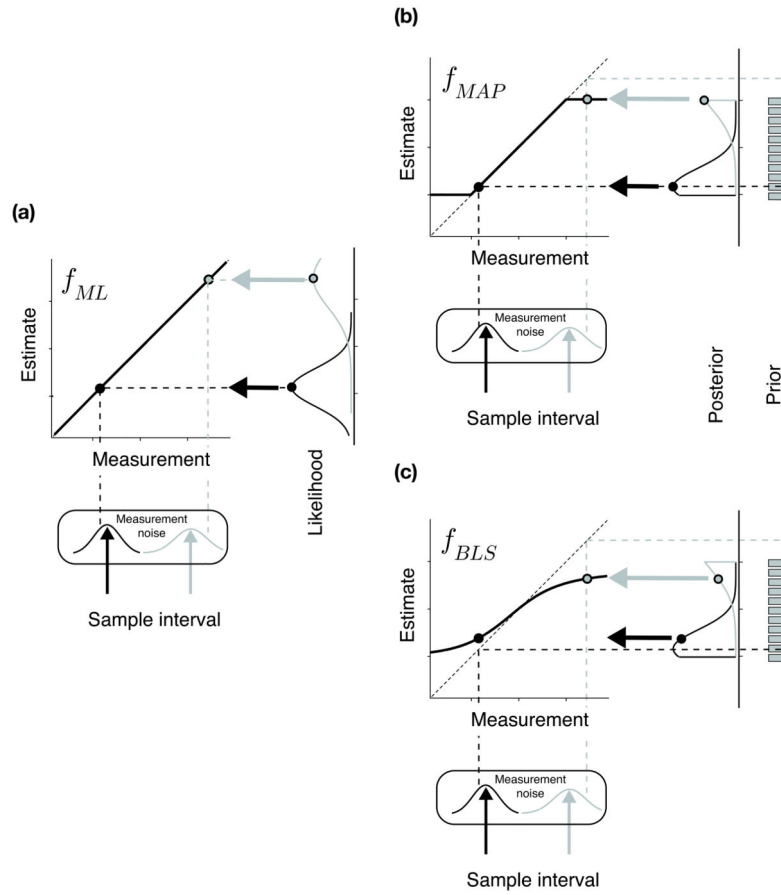 (a)
f_ML
Estimate
Measurement
Likelihood
Measurement
noise
Sample interval
(b)
f_MAP
Estimate
Measurement
Measurement
noise
Sample interval
Posterior
Prior
(c)
f_BLS
Estimate
Measurement
Measurement
noise
Sample interval